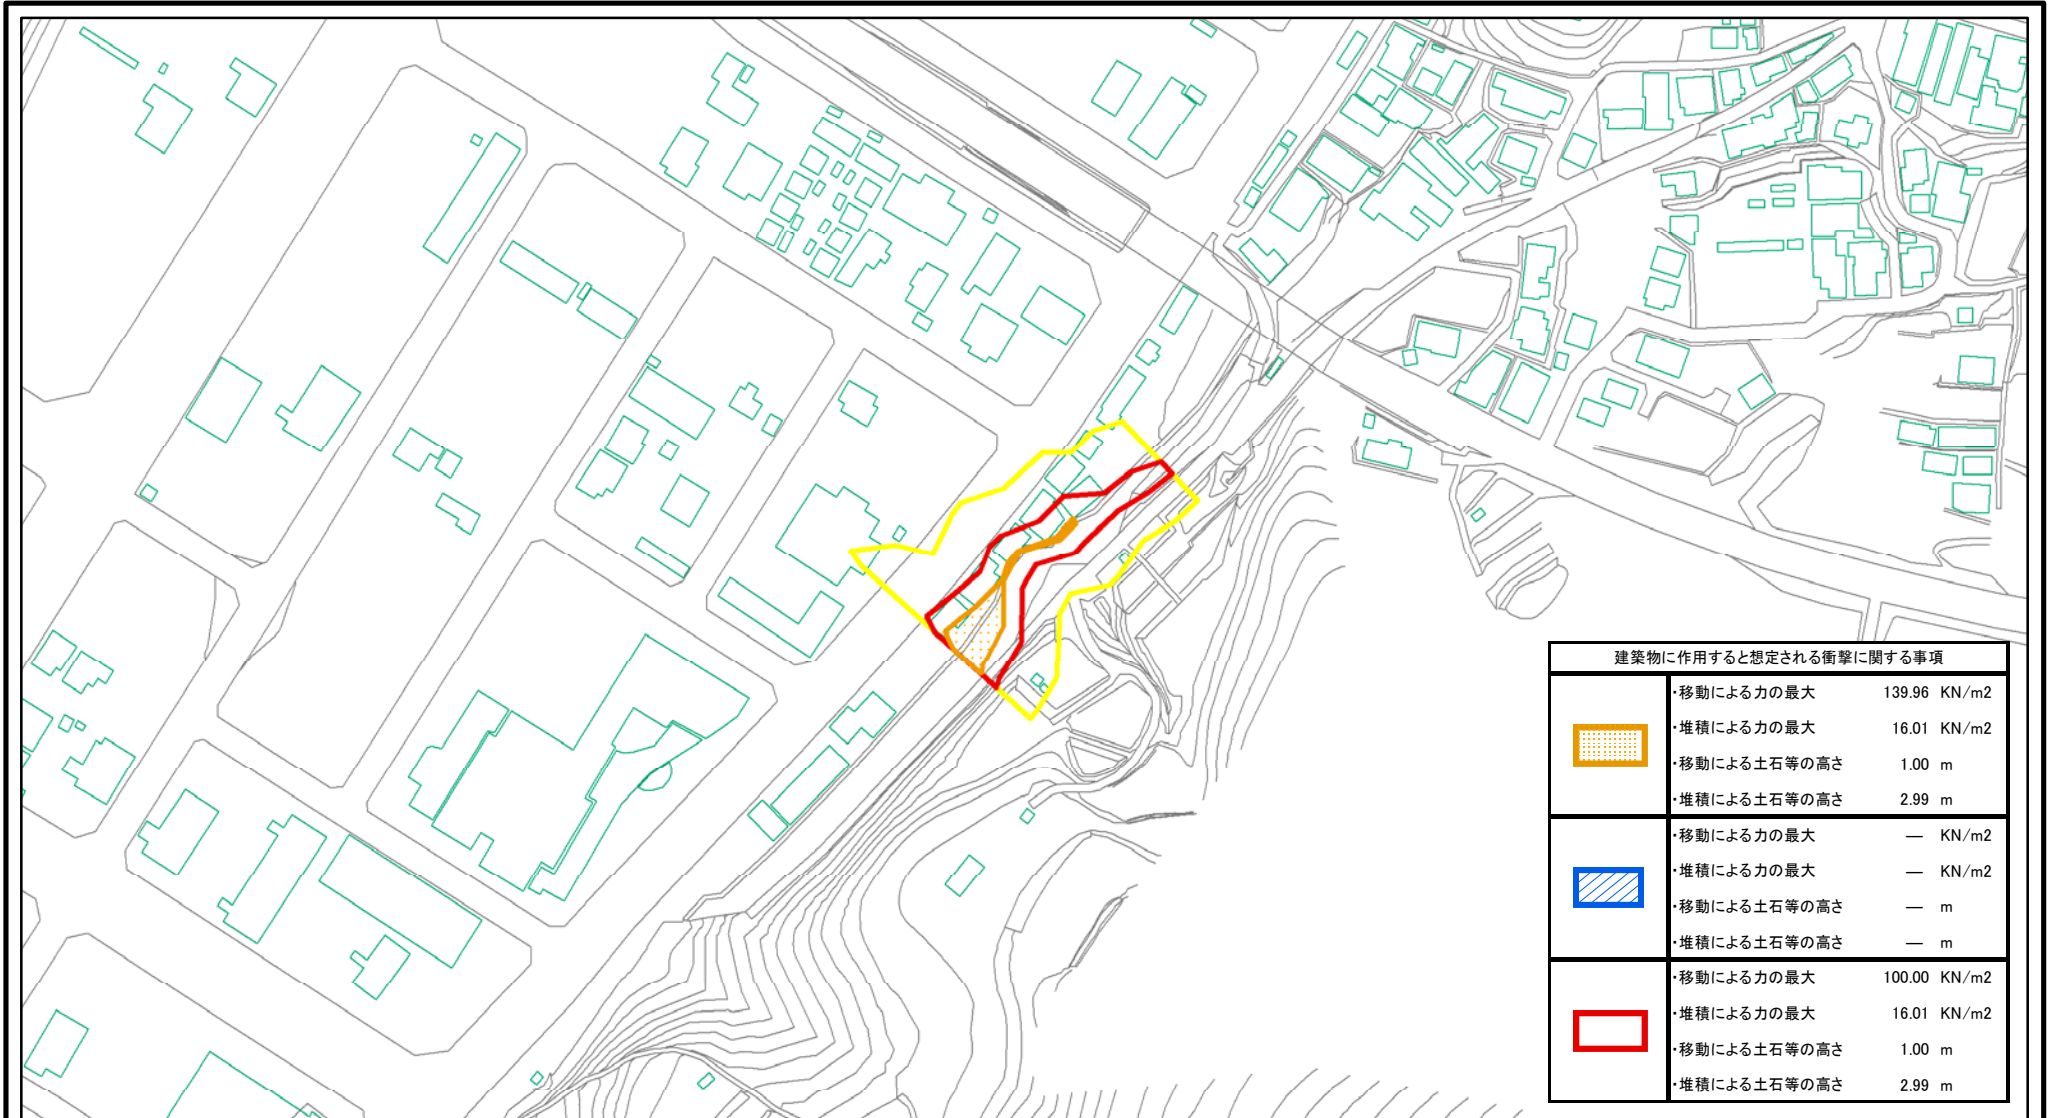 建築物に作用すると想定される衝撃に関する事項
・移動による力の最大 139.96 KN/m2
・堆積による力の最大 16.01 KN/m2
・移動による土石等の高さ 1.00 m
・堆積による土石等の高さ 2.99 m
・移動による力の最大 ― KN/m2
・堆積による力の最大 ― KN/m2
・移動による土石等の高さ ― m
・堆積による土石等の高さ ― m
・移動による力の最大 100.00 KN/m2
・堆積による力の最大 16.01 KN/m2
・移動による土石等の高さ 1.00 m
・堆積による土石等の高さ 2.99 m